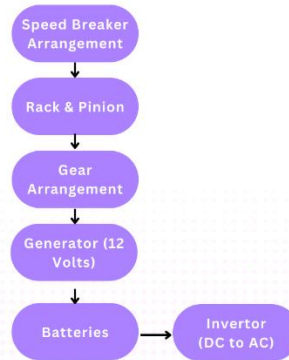 Speed Breaker
Arrangement
Rack & Pinion
Gear
Arrangement
Generator (12
Volts)
Batteries
Invertor
(DC to AC)